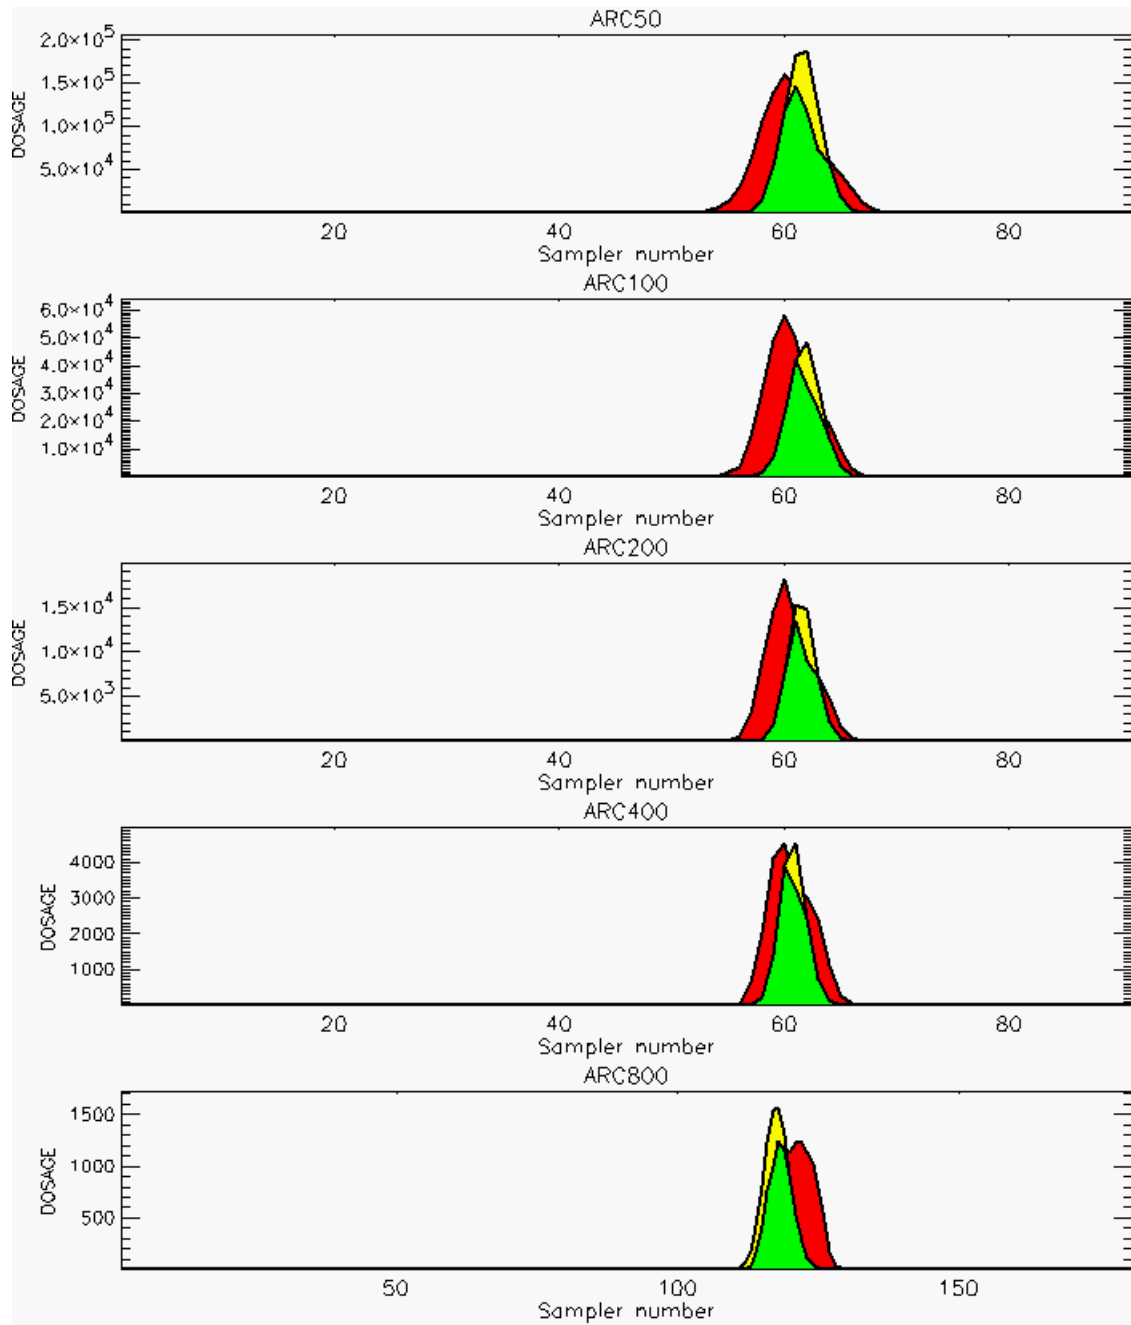 ARC50
2.0×10^5
1.5×10^5
1.0×10^5
5.0×10^4
DOSAGE
20 40 60 80
Sampler number
ARC100
6.0×10^4
5.0×10^4
4.0×10^4
3.0×10^4
2.0×10^4
1.0×10^4
DOSAGE
20 40 60 80
Sampler number
ARC200
1.5×10^4
1.0×10^4
5.0×10^3
DOSAGE
20 40 60 80
Sampler number
ARC400
4000
3000
2000
1000
DOSAGE
20 40 60 80
Sampler number
ARC800
1500
1000
500
DOSAGE
50 100 150
Sampler number